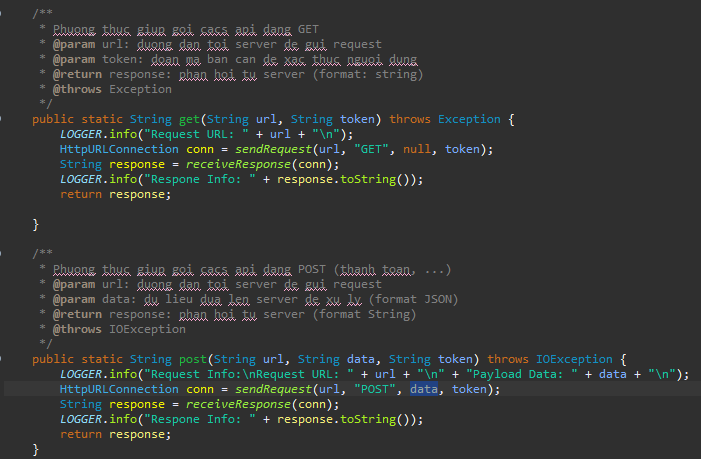 /**
 * Phuong thuc giup goi cacs api dang GET
 * @param url: duong dan toi server de gui request
 * @param token: doan ma ban can de xac thuc nguoi dung
 * @return response: phan hoi tu server (format: string)
 * @throws Exception
 */
public static String get(String url, String token) throws Exception {
    LOGGER.info("Request URL: " + url + "\n");
    HttpURLConnection conn = sendRequest(url, "GET", null, token);
    String response = receiveResponse(conn);
    LOGGER.info("Respone Info: " + response.toString());
    return response;
}
/**
 * Phuong thuc giup goi cacs api dang POST (thanh toan, ...)
 * @param url: duong dan toi server de gui request
 * @param data: du lieu dua len server de xu ly (format JSON)
 * @return response: phan hoi tu server (format String)
 * @throws IOException
 */
public static String post(String url, String data, String token) throws IOException {
    LOGGER.info("Request Info:\nRequest URL: " + url + "\n" + "Payload Data: " + data + "\n");
    HttpURLConnection conn = sendRequest(url, "POST", data, token);
    String response = receiveResponse(conn);
    LOGGER.info("Respone Info: " + response.toString());
    return response;
}